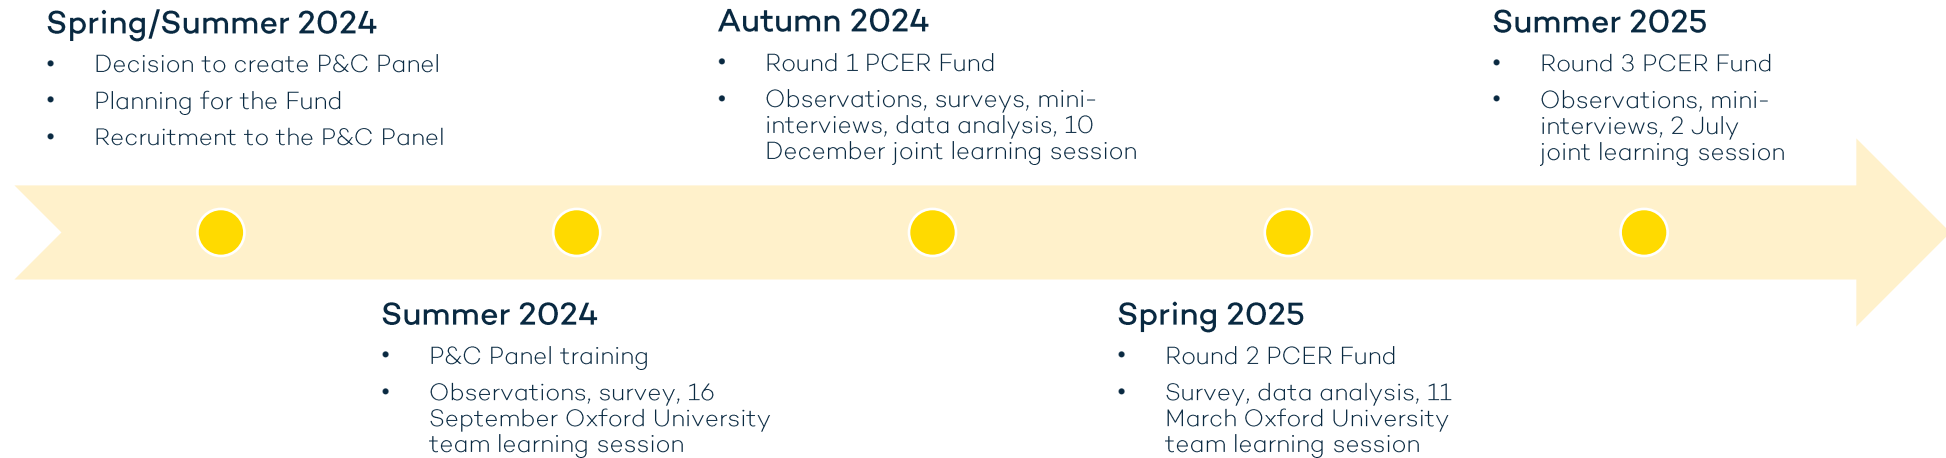 Spring/Summer 2024
• Decision to create P&C Panel
• Planning for the Fund
• Recruitment to the P&C Panel
Autumn 2024
• Round 1 PCER Fund
• Observations, surveys, mini-
interviews, data analysis, 10
December joint learning session
Summer 2025
• Round 3 PCER Fund
• Observations, mini-
interviews, 2 July
joint learning session
Summer 2024
• P&C Panel training
• Observations, survey, 16
September Oxford University
team learning session
Spring 2025
• Round 2 PCER Fund
• Survey, data analysis, 11
March Oxford University
team learning session